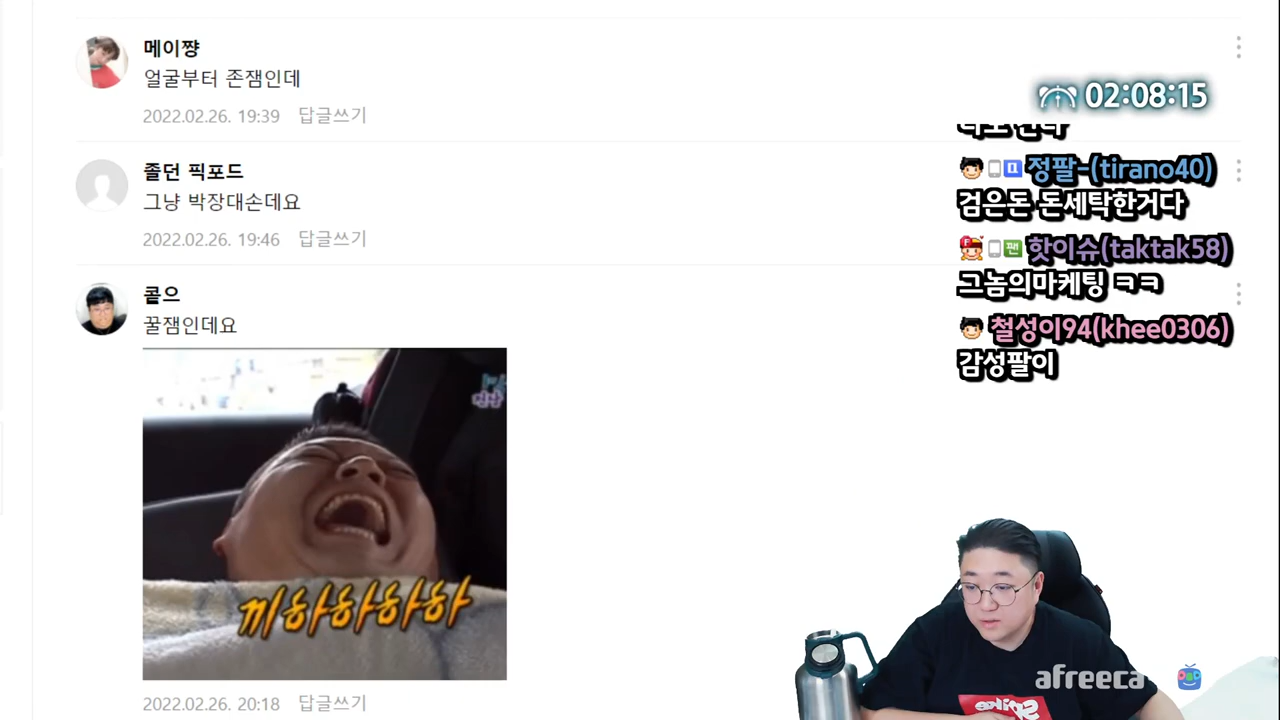 메이쨩
얼굴부터 존잼인데
2022.02.26. 19:39 답글쓰기
졸던 픽포드
그냥 박장대손데요
2022.02.26. 19:46 답글쓰기
콭으
꿀잼인데요
끼하하하하
2022.02.26. 20:18 답글쓰기
02:08:15
정팔-(tirano40)
검은돈 돈세탁한거다
팬 핫이슈(taktak58)
그놈의마케팅 ㅋㅋ
철성이94(khee0306)
감성팔이
afreeca